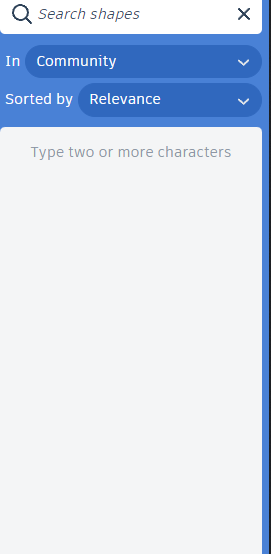 Search shapes
In Community
Sorted by Relevance
Type two or more characters